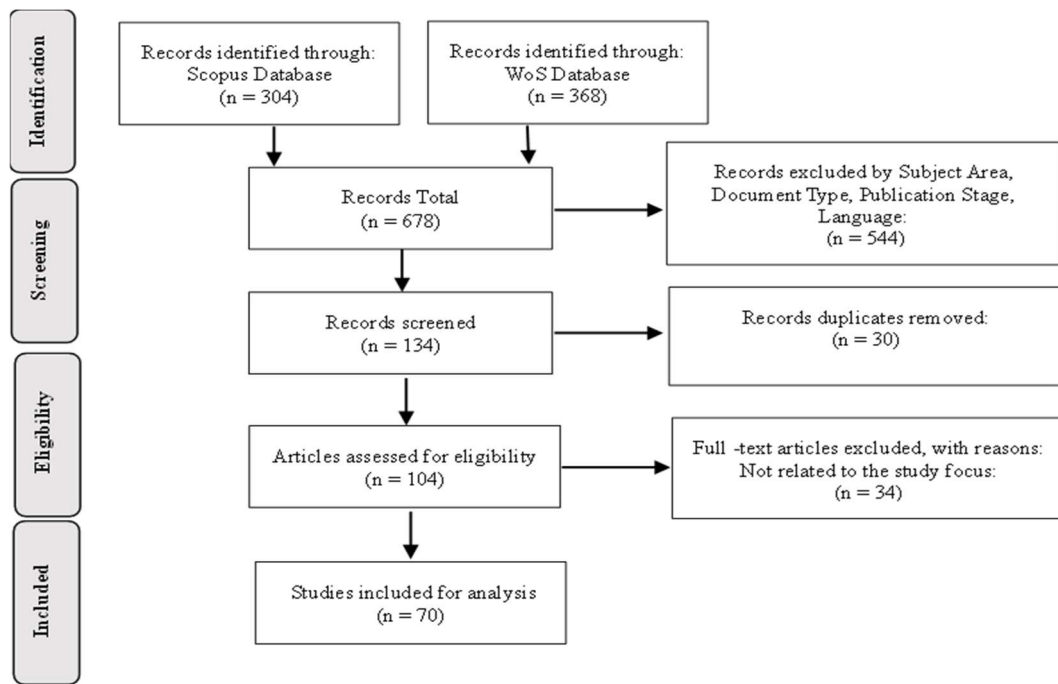 Identification
Records identified through:
Scopus Database
(n = 304)
Records identified through:
WoS Database
(n = 368)
Screening
Records Total
(n = 678)
Records excluded by Subject Area,
Document Type, Publication Stage,
Language:
(n = 544)
Records screened
(n = 134)
Records duplicates removed:
(n = 30)
Eligibility
Articles assessed for eligibility
(n = 104)
Full -text articles excluded, with reasons:
Not related to the study focus:
(n = 34)
Included
Studies included for analysis
(n = 70)